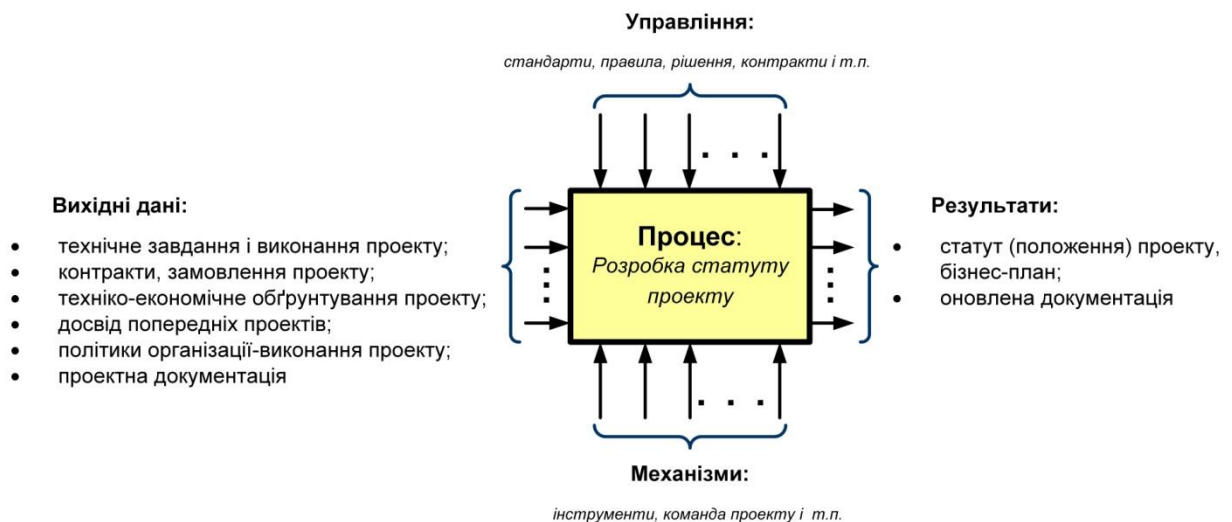 Управління:
стандарти, правила, рішення, контракти і т.п.
Вихідні дані:
• технічне завдання і виконання проекту;
• контракти, замовлення проекту;
• техніко-економічне обґрунтування проекту;
• досвід попередніх проектів;
• політики організації-виконання проекту;
• проектна документація
Процес:
Розробка статуту
проекту
Результати:
• статут (положення) проекту,
бізнес-план;
• оновлена документація
Механізми:
інструменти, команда проекту і т.п.